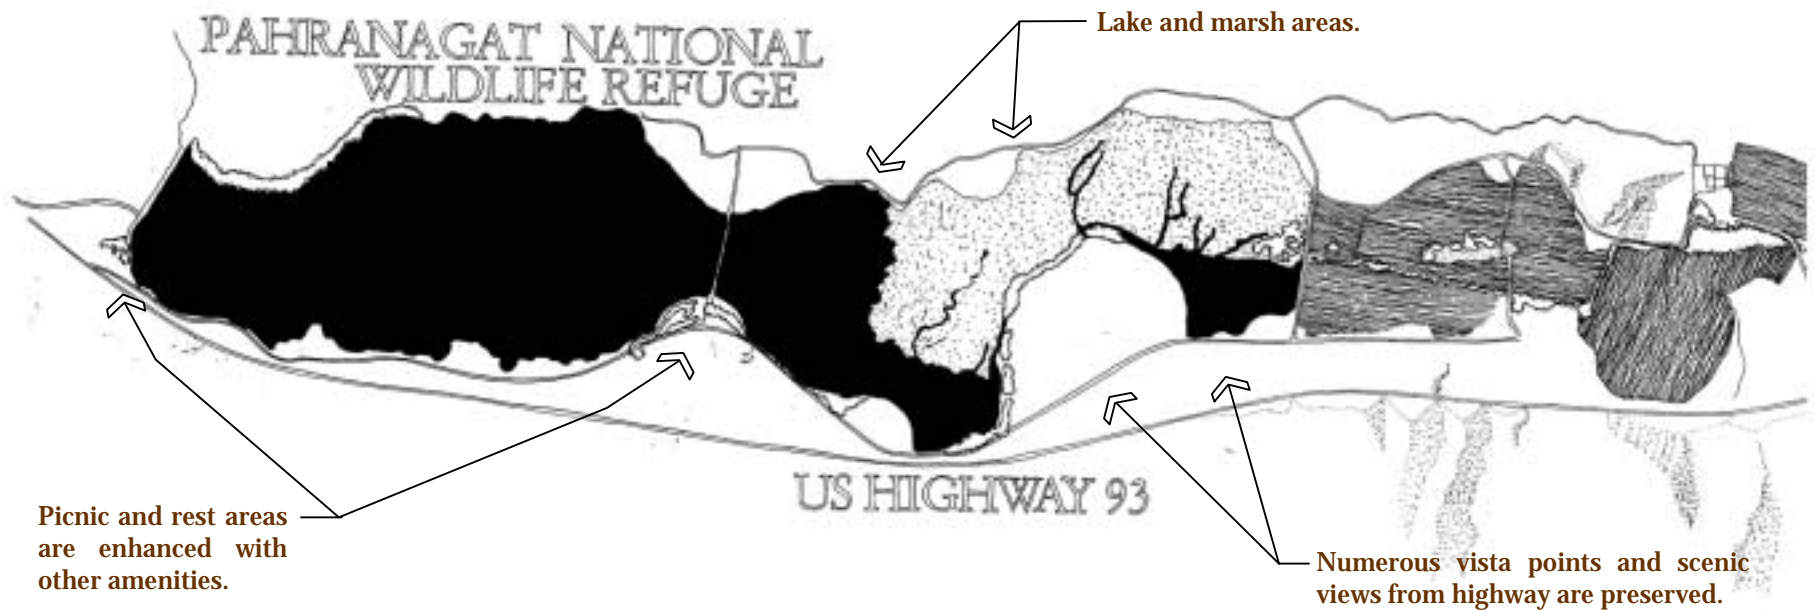 PAHRANAGAT NATIONAL
WILDLIFE REFUGE
Lake and marsh areas.
US HIGHWAY 93
Picnic and rest areas
are enhanced with
other amenities.
Numerous vista points and scenic
views from highway are preserved.